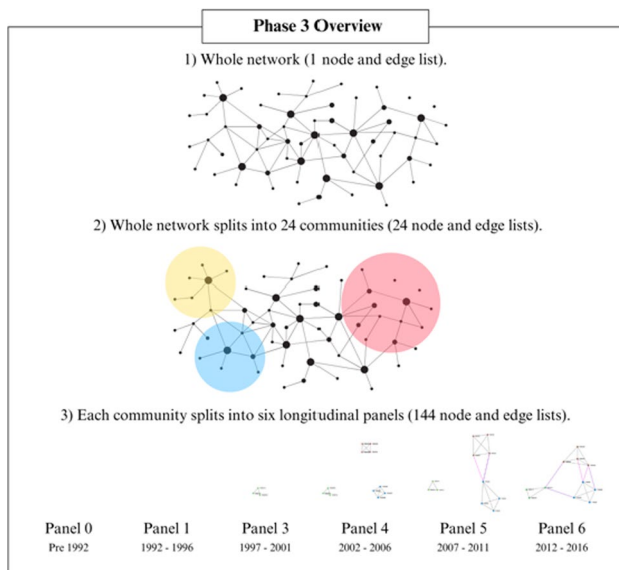 Phase 3 Overview
1) Whole network (1 node and edge list).
2) Whole network splits into 24 communities (24 node and edge lists).
3) Each community splits into six longitudinal panels (144 node and edge lists).
Panel 0 Panel 1 Panel 3 Panel 4 Panel 5 Panel 6
Pre 1992 1992 - 1996 1997 - 2001 2002 - 2006 2007 - 2011 2012 - 2016